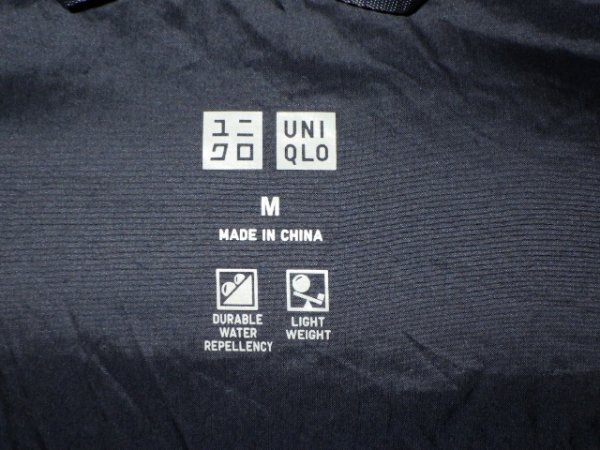 ユニ
クロ
UNI
QLO
M
MADE IN CHINA
DURABLE
WATER
REPELLENCY
LIGHT
WEIGHT